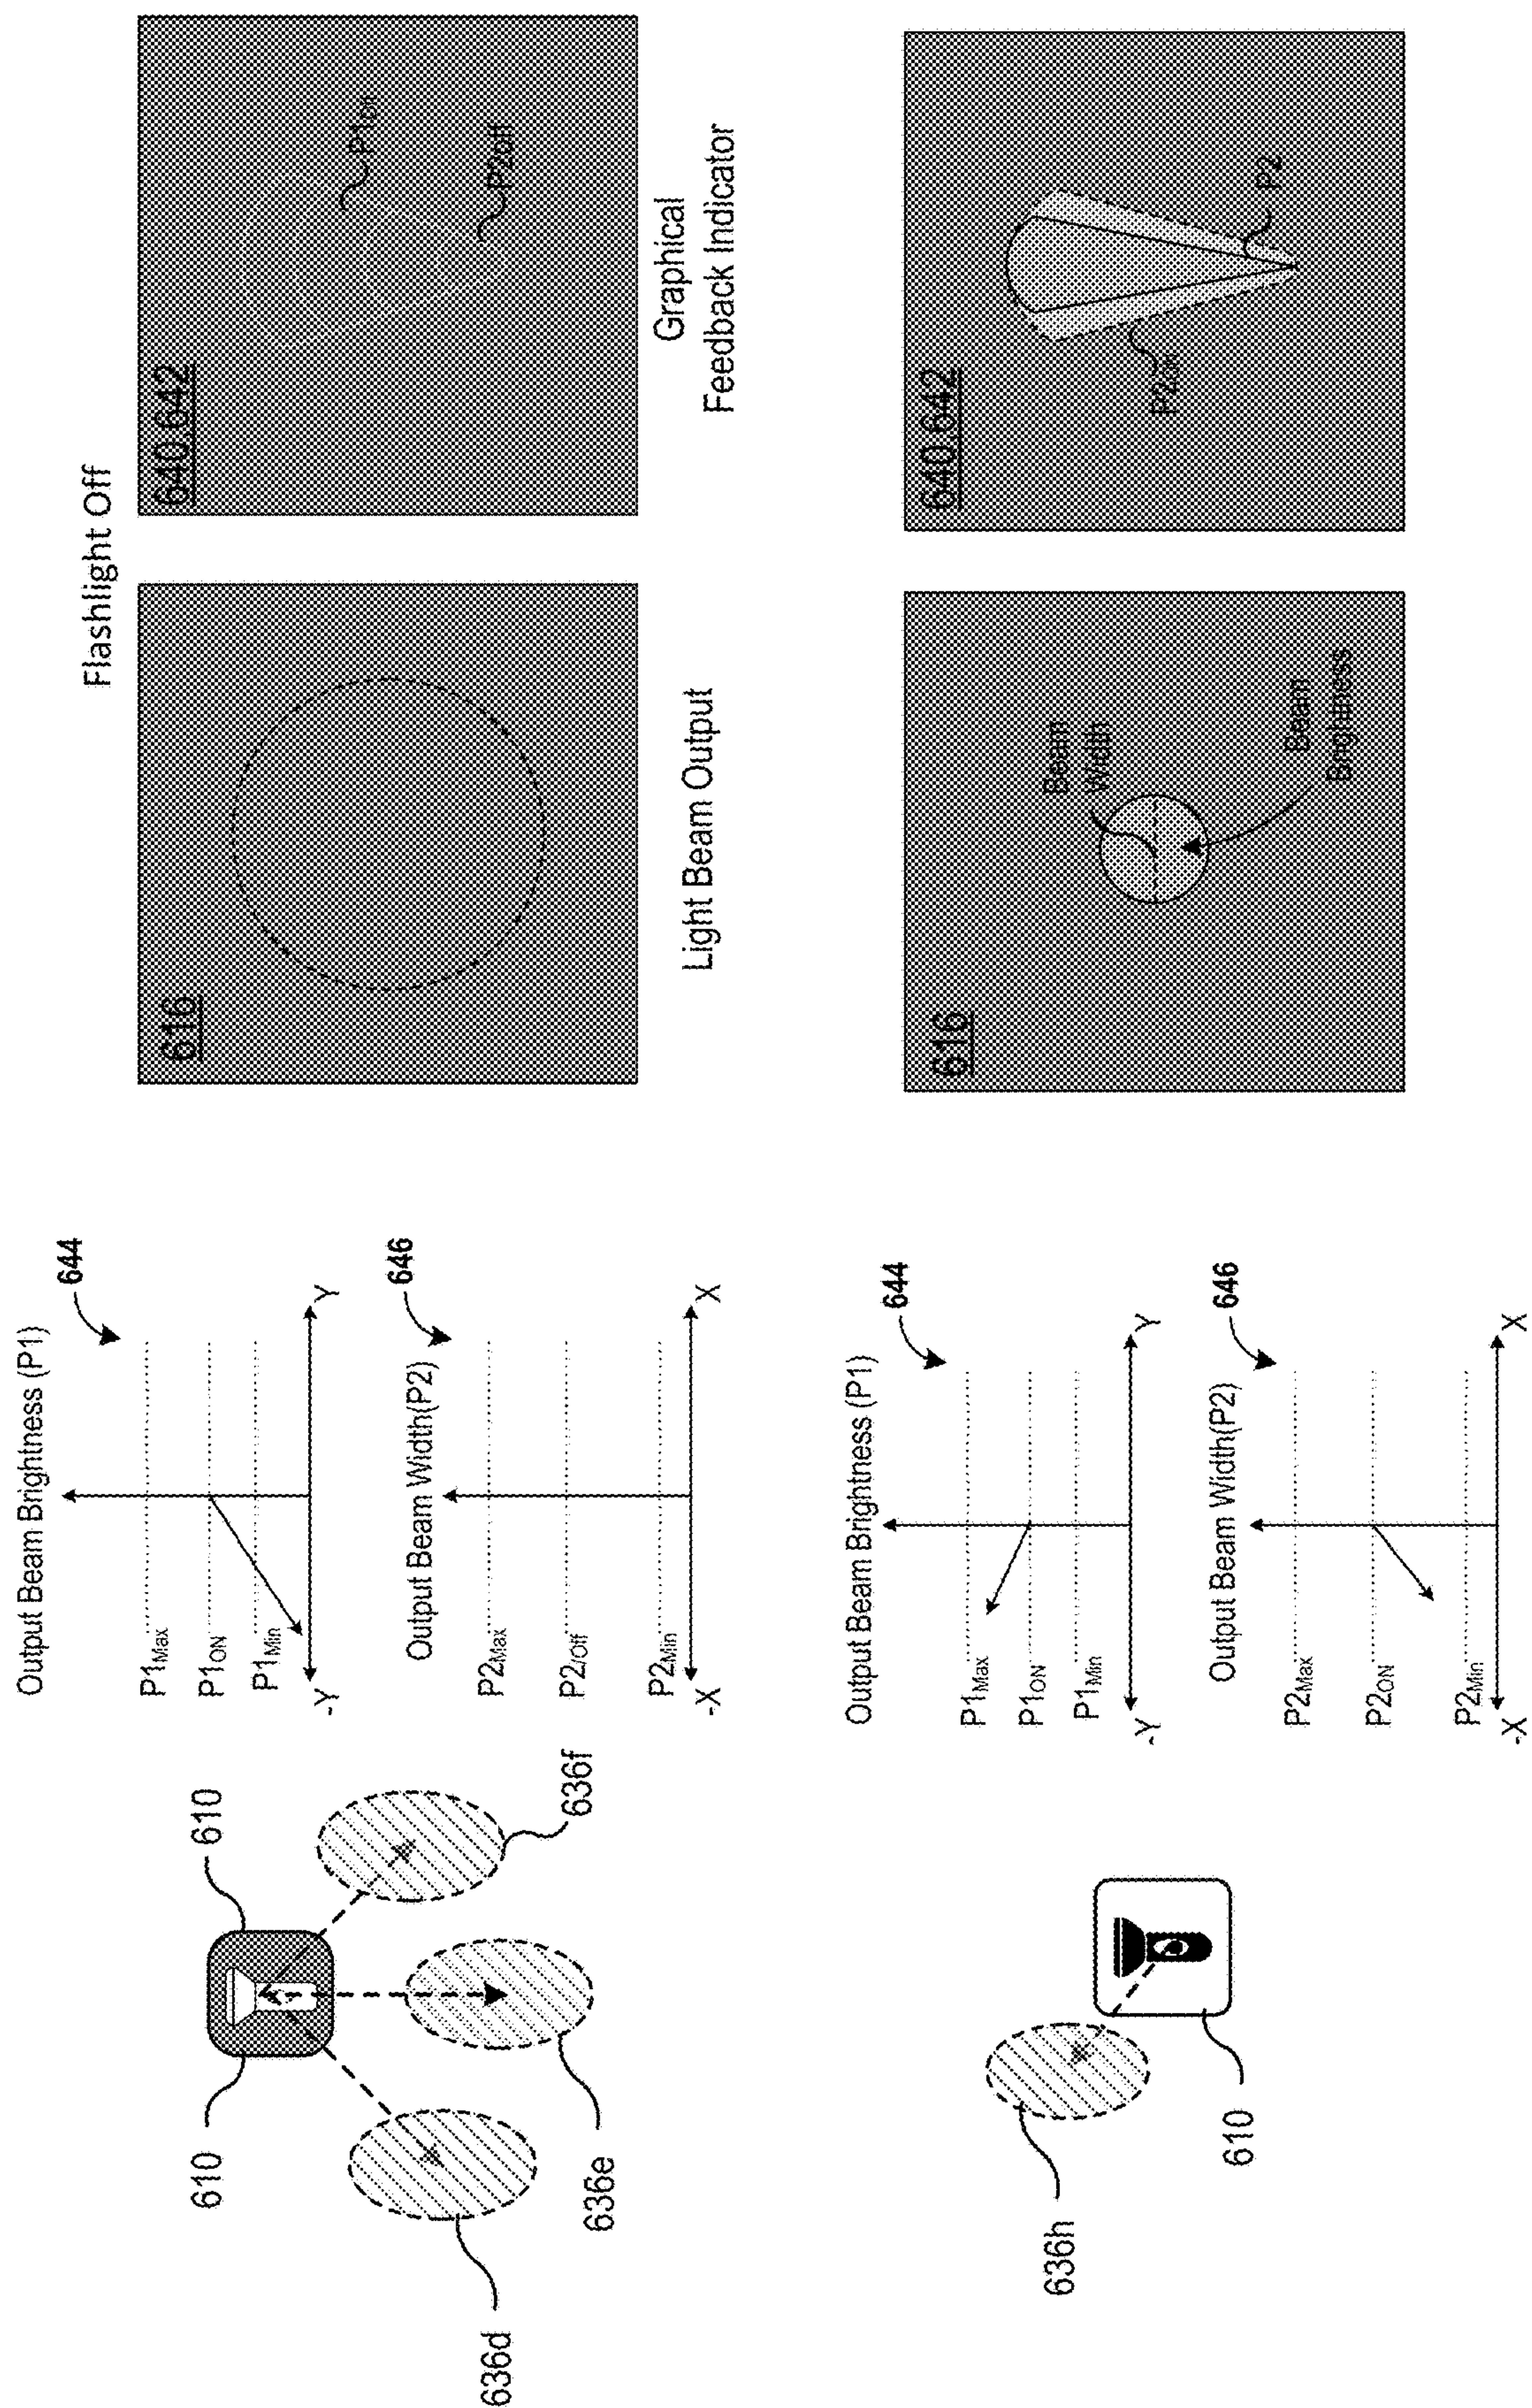 Flashlight Off
610
610
636d
636e
636f
Output Beam Brightness (P1)
644
P1Max
P1ON
P1Min
-Y
Y
Output Beam Width(P2)
646
P2Max
P2/Off
P2Min
-X
X
616
Light Beam Output
640,642
P1Off
P2Off
Graphical
Feedback Indicator
636h
610
Output Beam Brightness (P1)
644
P1Max
P1ON
P1Min
-Y
Y
Output Beam Width(P2)
646
P2Max
P2ON
P2Min
-X
X
616
Beam
Width
Beam
Brightness
640,642
P2ON
P2